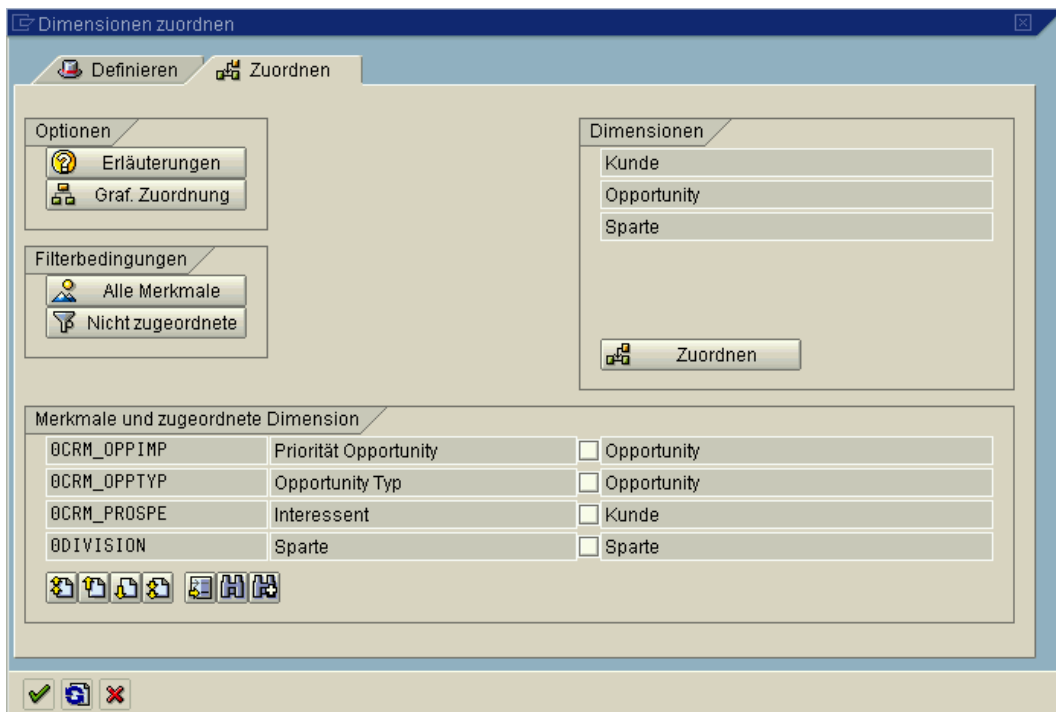 Dimensionen zuordnen
Definieren Zuordnen
Optionen
Erläuterungen
Graf. Zuordnung
Filterbedingungen
Alle Merkmale
Nicht zugeordnete
Dimensionen
Kunde
Opportunity
Sparte
Zuordnen
Merkmale und zugeordnete Dimension
0CRM_OPPIMP Priorität Opportunity Opportunity
0CRM_OPPTYP Opportunity Typ Opportunity
0CRM_PROSPE Interessent Kunde
0DIVISION Sparte Sparte